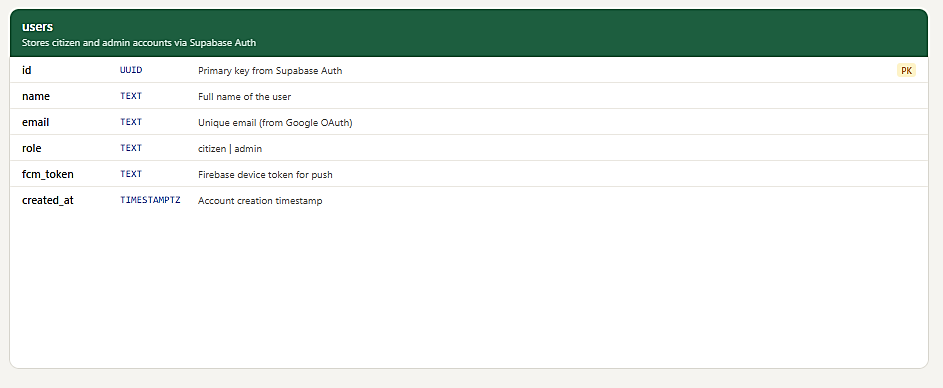 users
Stores citizen and admin accounts via Supabase Auth
id UUID Primary key from Supabase Auth PK
name TEXT Full name of the user
email TEXT Unique email (from Google OAuth)
role TEXT citizen | admin
fcm_token TEXT Firebase device token for push
created_at TIMESTAMPTZ Account creation timestamp